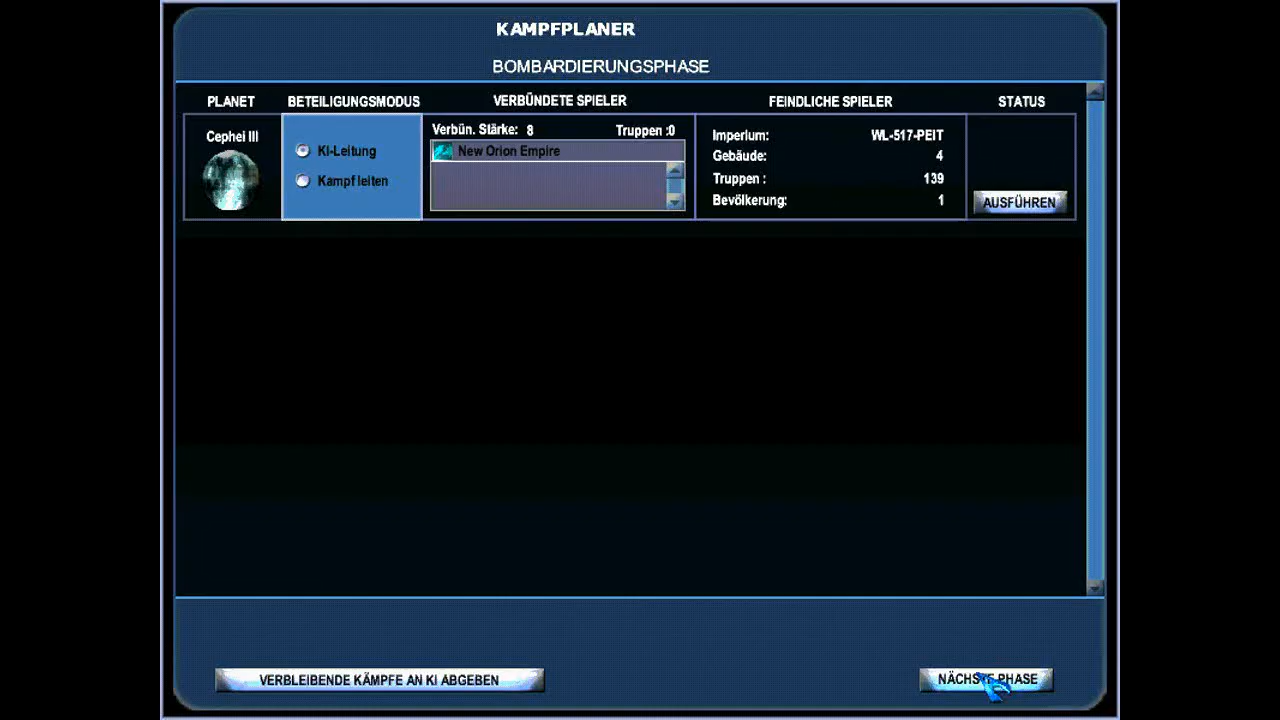 KAMPFPLANER
BOMBARDIERUNGSPHASE
PLANET BETEILIGUNGSMODUS VERBÜNDETE SPIELER FEINDLICHE SPIELER STATUS
Cephei III
KI-Leitung
Kampf leiten
Verbün. Stärke: 8 Truppen :0
New Orion Empire
Imperium: WL-517-PEIT
Gebäude: 4
Truppen : 139
Bevölkerung: 1
AUSFÜHREN
VERBLEIBENDE KÄMPFE AN KI ABGEBEN
NÄCHSTE PHASE